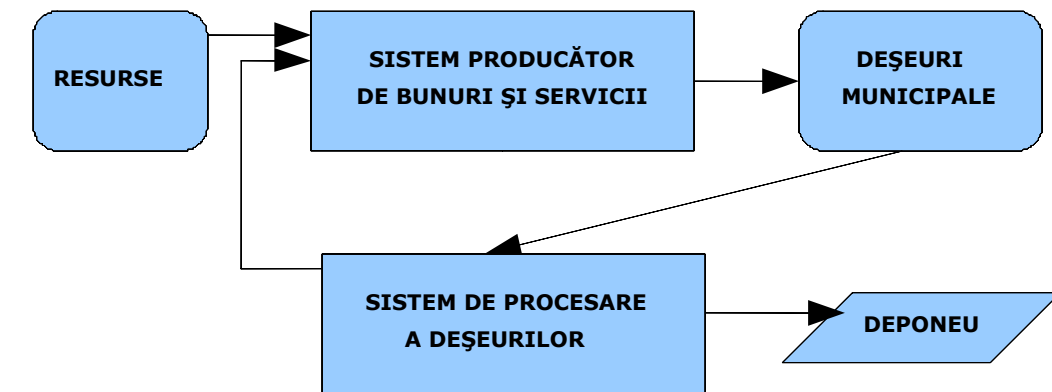 RESURSE
SISTEM PRODUCĂTOR
DE BUNURI ŞI SERVICII
DEŞEURI
MUNICIPALE
SISTEM DE PROCESARE
A DEŞEURILOR
DEPONEU